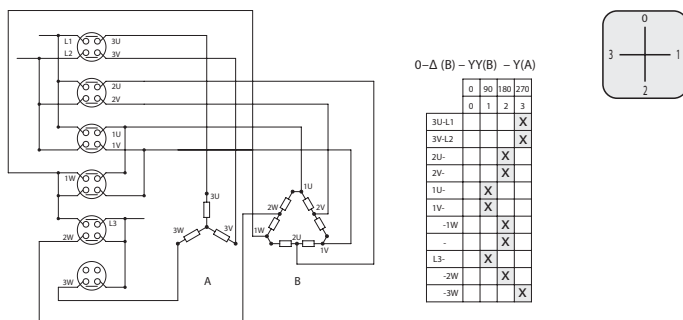 L1 3U
L2 3V
2U
2V
1U
1V
1W
L3
2W
3W
3U
3W 3V
A
1U
2W 2V
1W 2U 1V
B
0–Δ (B) – YY(B) – Y(A)
0 90 180 270
0 1 2 3
3U-L1 X
3V-L2 X
2U- X
2V- X
1U- X
1V- X
-1W X
- X
L3- X
-2W X
-3W X
0
3 1
2